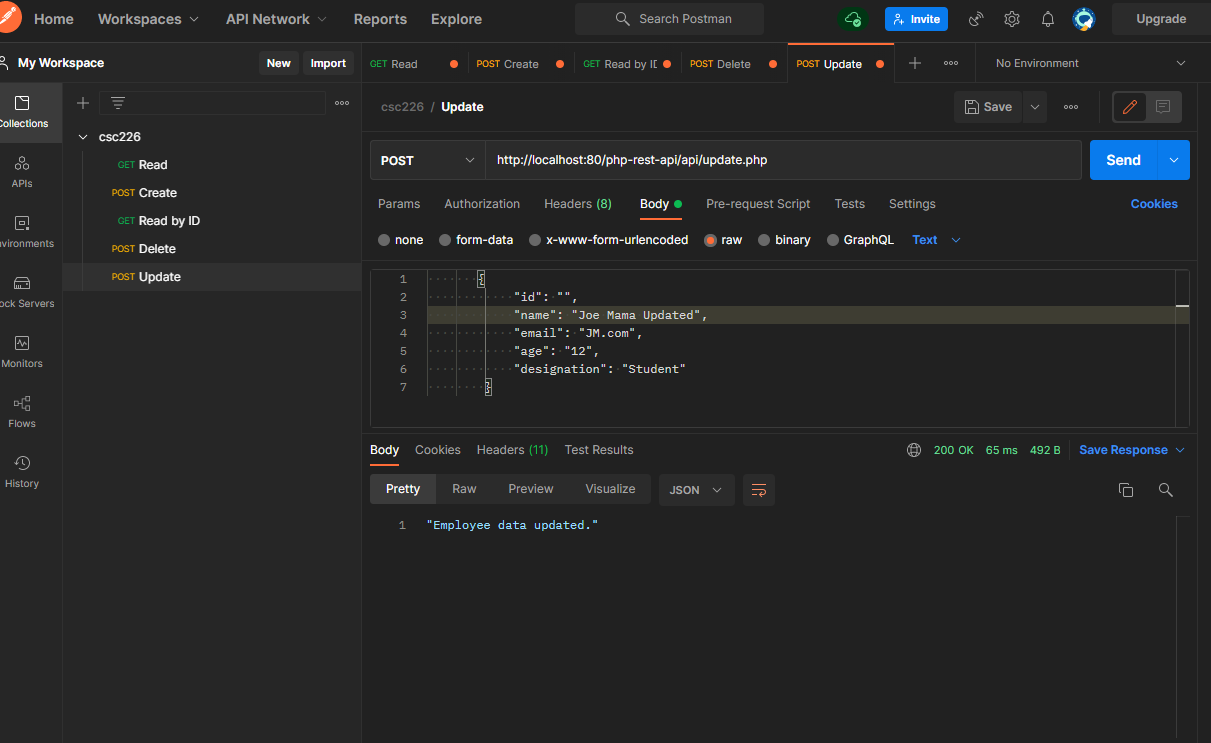 Home Workspaces API Network Reports Explore Search Postman Invite Upgrade
My Workspace New Import
GET Read POST Create GET Read by ID POST Delete POST Update No Environment
csc226 / Update Save
Collections
APIs
Environments
Mock Servers
Monitors
Flows
History
csc226
GET Read
POST Create
GET Read by ID
POST Delete
POST Update
POST http://localhost:80/php-rest-api/api/update.php Send
Params Authorization Headers (8) Body Pre-request Script Tests Settings Cookies
none form-data x-www-form-urlencoded raw binary GraphQL Text
1 {
2 "id": "",
3 "name": "Joe Mama Updated",
4 "email": "JM.com",
5 "age": "12",
6 "designation": "Student"
7 }
Body Cookies Headers (11) Test Results 200 OK 65 ms 492 B Save Response
Pretty Raw Preview Visualize JSON
1 "Employee data updated."